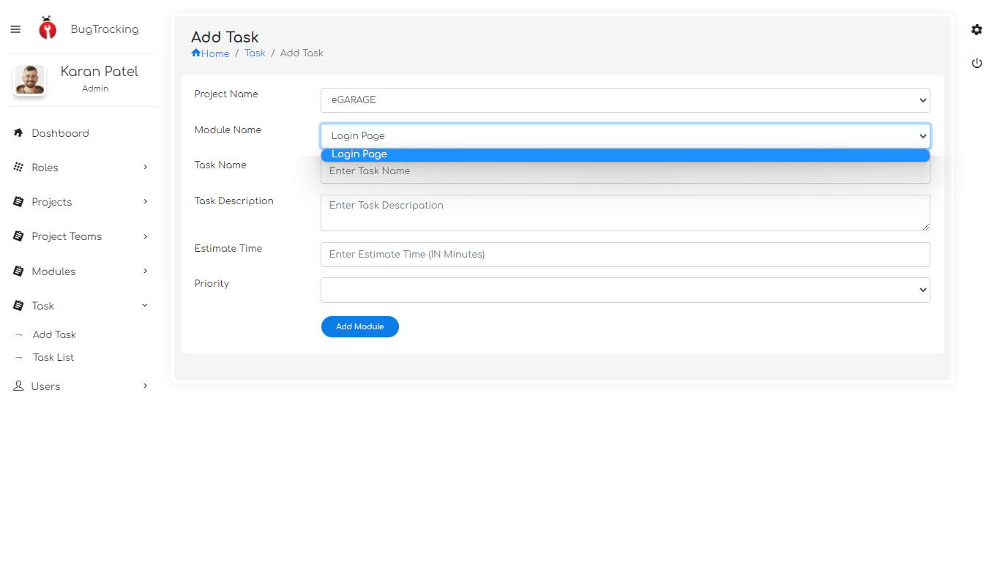 BugTracking
Karan Patel
Admin
Dashboard
Roles
Projects
Project Teams
Modules
Task
→ Add Task
→ Task List
Users
Add Task
Home / Task / Add Task
Project Name
eGARAGE
Module Name
Login Page
Login Page
Task Name
Enter Task Name
Task Description
Enter Task Descripation
Estimate Time
Enter Estimate Time (IN Minutes)
Priority
Add Module